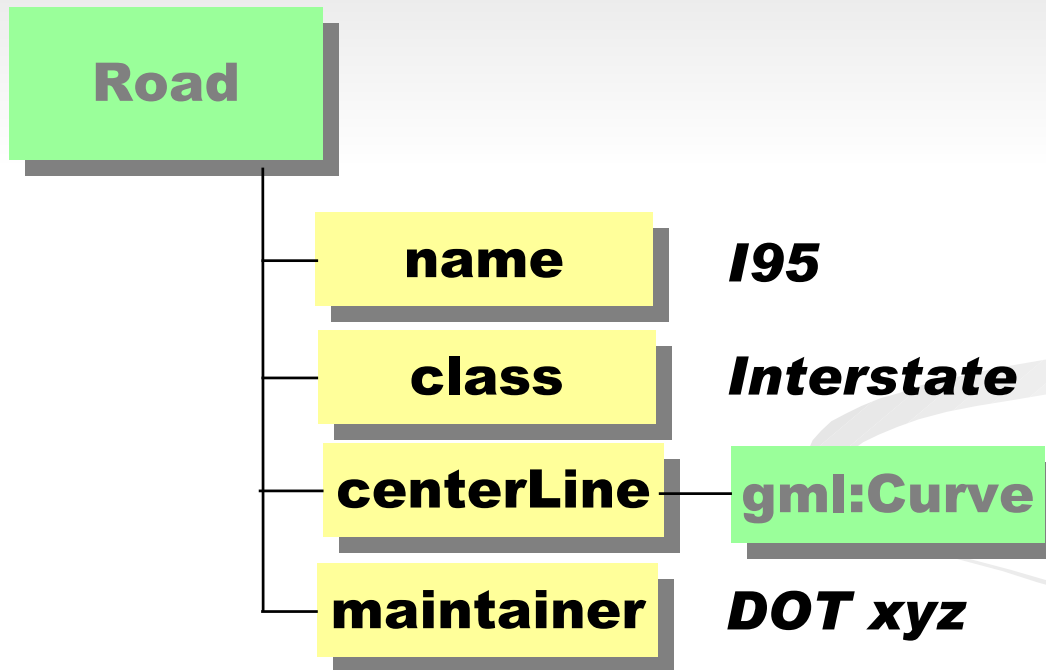 Road
name I95
class Interstate
centerLine gml:Curve
maintainer DOT xyz